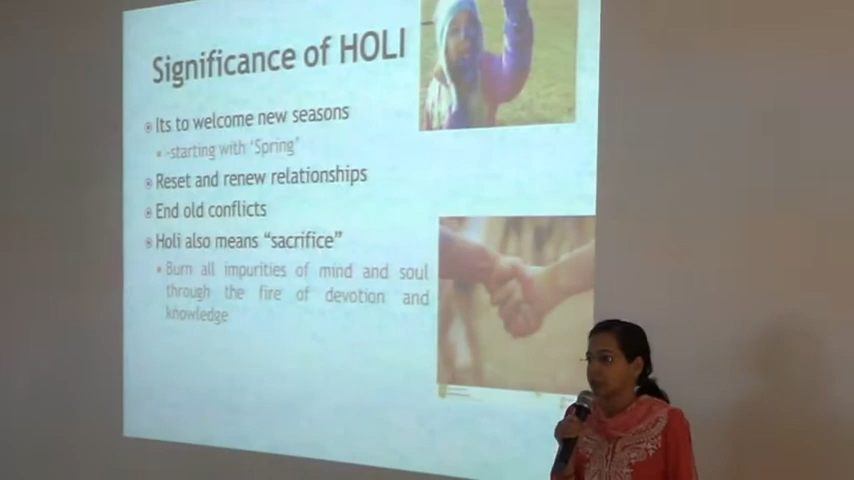 Significance of HOLI
Its to welcome new seasons
-starting with 'Spring'
Reset and renew relationships
End old conflicts
Holi also means "sacrifice"
Burn all impurities of mind and soul
through the fire of devotion and
knowledge